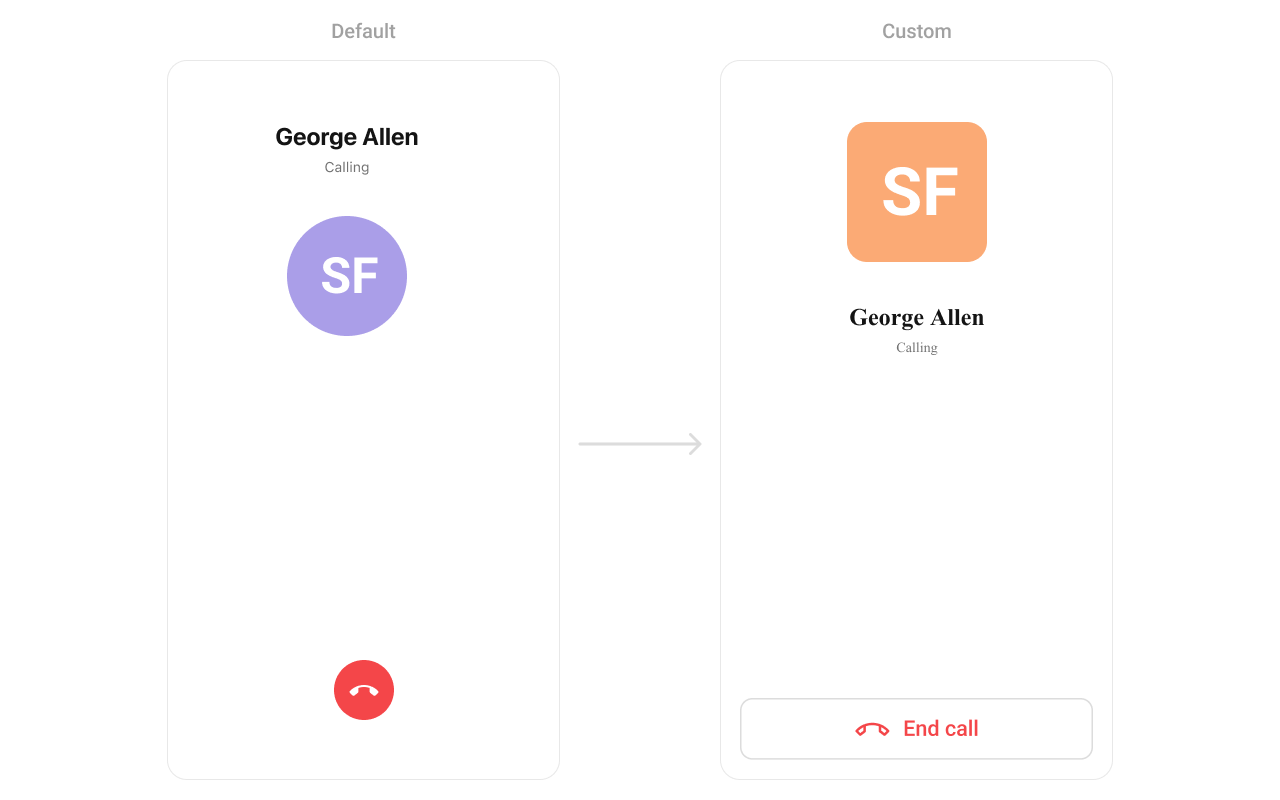 Default
George Allen
Calling
SF
Custom
SF
George Allen
Calling
End call